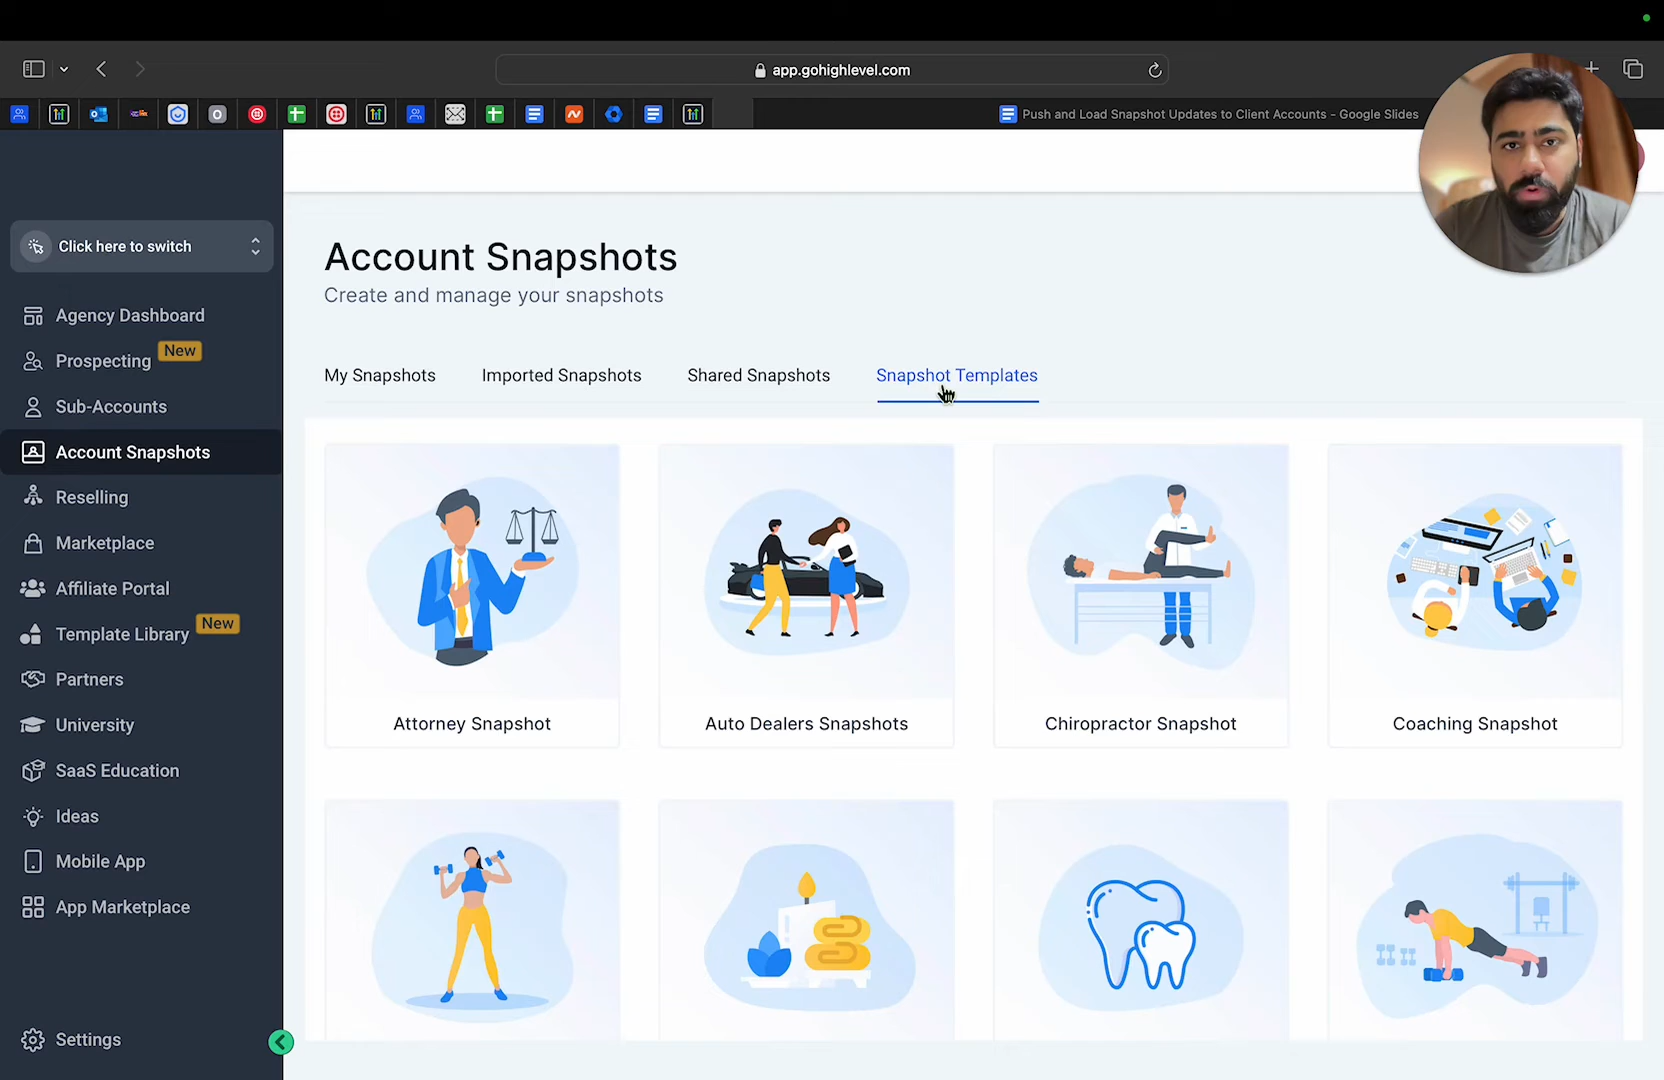 app.gohighlevel.com
Push and Load Snapshot Updates to Client Accounts - Google Slides
Click here to switch
Agency Dashboard
Prospecting
New
Sub-Accounts
Account Snapshots
Reselling
Marketplace
Affiliate Portal
Template Library
New
Partners
University
SaaS Education
Ideas
Mobile App
App Marketplace
Settings
Account Snapshots
Create and manage your snapshots
My Snapshots
Imported Snapshots
Shared Snapshots
Snapshot Templates
Attorney Snapshot
Auto Dealers Snapshots
Chiropractor Snapshot
Coaching Snapshot